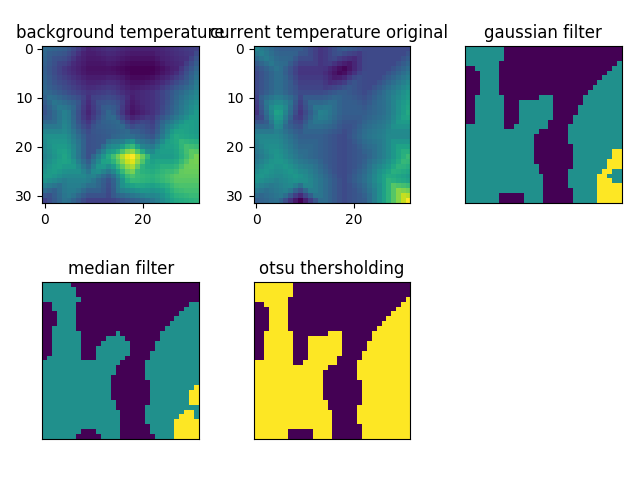 background temperature
current temperature original
gaussian filter
0
10
20
30
0
20
0
10
20
30
0
20
median filter
otsu thersholding